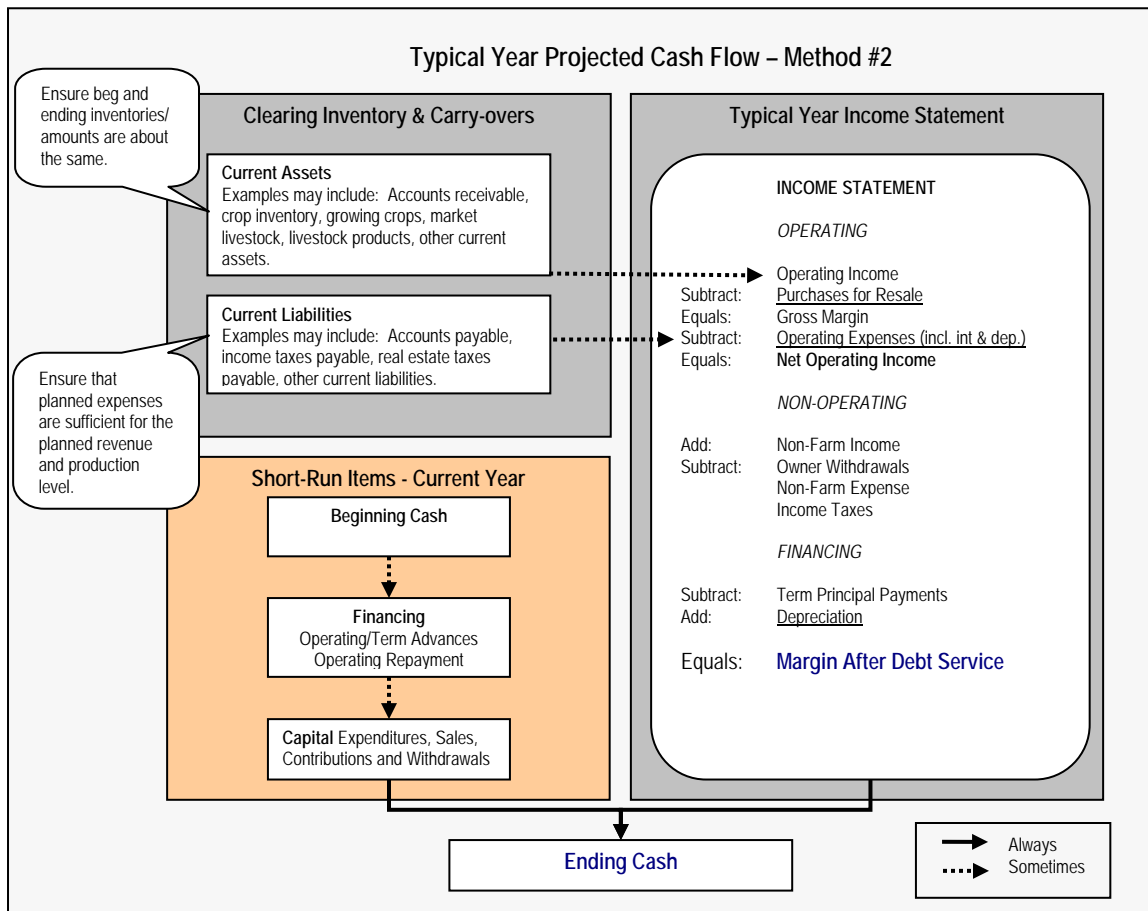 Typical Year Projected Cash Flow – Method #2
Ensure beg and
ending inventories/
amounts are about
the same.
Clearing Inventory & Carry-overs
Current Assets
Examples may include: Accounts receivable,
crop inventory, growing crops, market
livestock, livestock products, other current
assets.
Current Liabilities
Examples may include: Accounts payable,
income taxes payable, real estate taxes
payable, other current liabilities.
Ensure that
planned expenses
are sufficient for the
planned revenue
and production
level.
Short-Run Items - Current Year
Beginning Cash
Financing
Operating/Term Advances
Operating Repayment
Capital Expenditures, Sales,
Contributions and Withdrawals
Typical Year Income Statement
INCOME STATEMENT
OPERATING
Operating Income
Subtract: Purchases for Resale
Equals: Gross Margin
Subtract: Operating Expenses (incl. int & dep.)
Equals: Net Operating Income
NON-OPERATING
Add: Non-Farm Income
Subtract: Owner Withdrawals
Non-Farm Expense
Income Taxes
FINANCING
Subtract: Term Principal Payments
Add: Depreciation
Equals: Margin After Debt Service
Ending Cash
Always
Sometimes